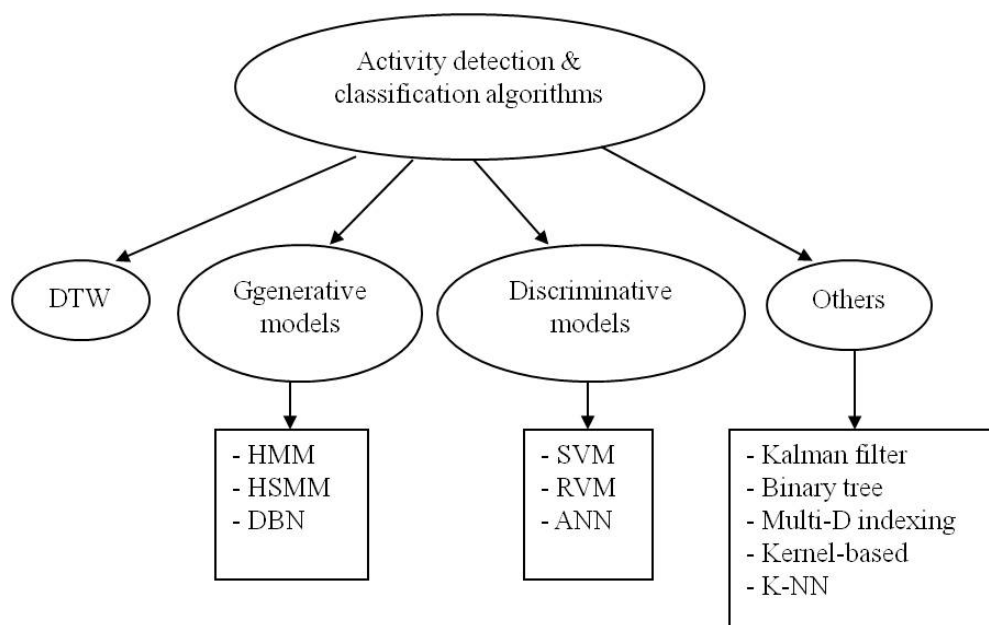 Activity detection &
classification algorithms
DTW
Ggenerative
models
Discriminative
models
Others
- HMM
- HSMM
- DBN
- SVM
- RVM
- ANN
- Kalman filter
- Binary tree
- Multi-D indexing
- Kernel-based
- K-NN